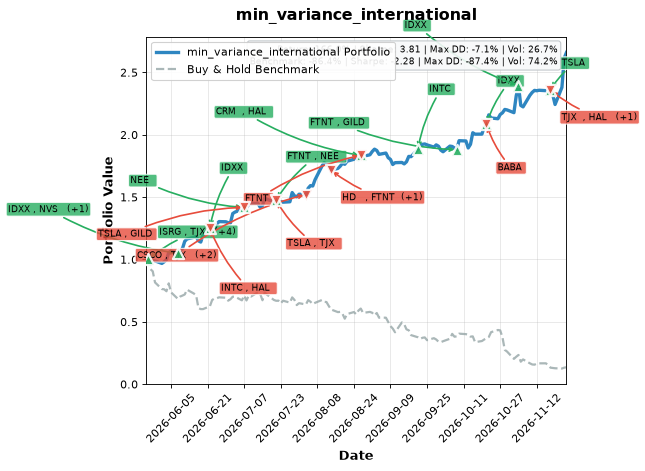 min_variance_international
IDXX
min_variance_international Portfolio
3.81 | Max DD: -7.1% | Vol: 26.7%
Buy & Hold Benchmark
2.28 | Max DD: -87.4% | Vol: 74.2%
TSLA
IDXX
INTC
CRM , HAL
FTNT , GILD
TJX , HAL (+1)
FTNT , NEE
IDXX
BABA
NEE
HD , FTNT (+1)
FTNT
IDXX , NVS (+1)
TSLA , GILD
ISRG , TJX (+4)
TSLA , TJX
(+2)
INTC , HAL
Portfolio Value
2.5
2.0
1.5
1.0
0.5
0.0
2026-06-05
2026-06-21
2026-07-07
2026-07-23
2026-08-08
2026-08-24
2026-09-09
2026-09-25
2026-10-11
2026-10-27
2026-11-12
Date